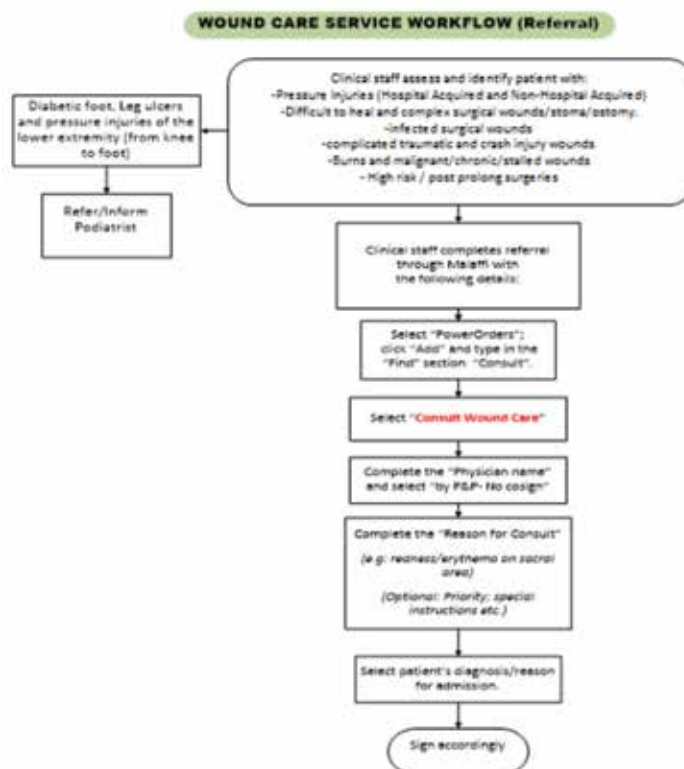 WOUND CARE SERVICE WORKFLOW (Referral)
Clinical staff assess and identify patient with:
-Pressure Injuries (Hospital Acquired and Non-Hospital Acquired)
-Difficult to heal and complex surgical wounds/stoma/ostomy.
-Infected surgical wounds
-complicated traumatic and crash injury wounds
-Burns and malignant/chronic/stalled wounds
- High risk / post prolong surgeries
Diabetic foot, Leg ulcers
and pressure injuries of the
lower extremity (from knee
to foot)
Refer/Inform
Podiatrist
Clinical staff completes referral
through Malaffi with
the following details:
Select "PowerOrders";
click "Add" and type in the
"Find" section "Consult".
Select "Consult Wound Care"
Complete the "Physician name"
and select "by P&P- No cosign"
Complete the "Reason for Consult"
(e.g: redness/erythema on sacral
area)
(Optional: Priority; special
instructions etc.)
Select patient's diagnosis/reason
for admission.
Sign accordingly